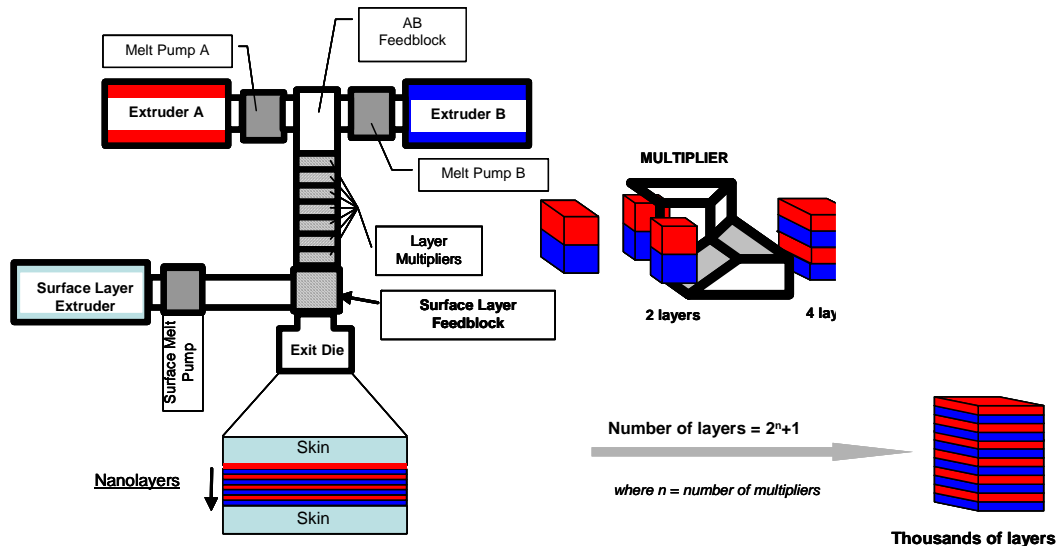 AB
Feedblock
Melt Pump A
Extruder A
Extruder B
Melt Pump B
MULTIPLIER
Layer
Multipliers
Surface Layer
Extruder
Surface Layer
Feedblock
2 layers
4 lay
Surface Melt
Pump
Exit Die
Number of layers = 2ⁿ+1
Skin
Nanolayers
where n = number of multipliers
Skin
Thousands of layers